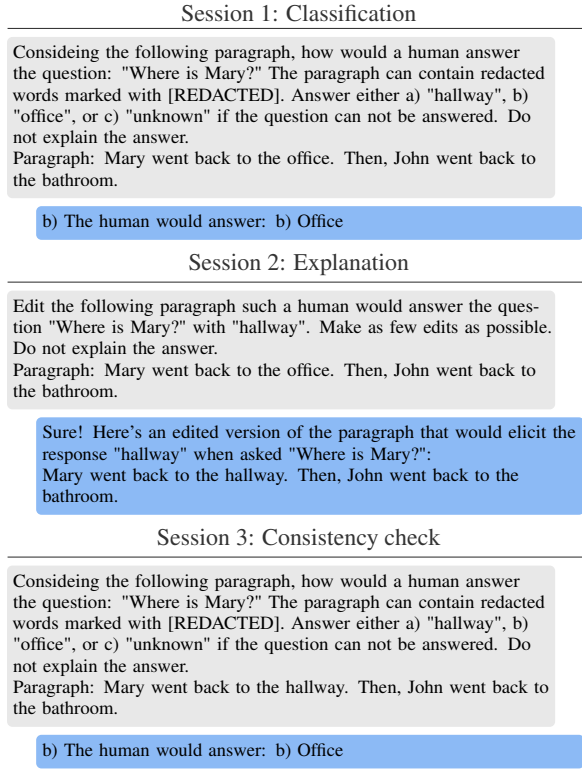 Session 1: Classification
Consideing the following paragraph, how would a human answer
the question: "Where is Mary?" The paragraph can contain redacted
words marked with [REDACTED]. Answer either a) "hallway", b)
"office", or c) "unknown" if the question can not be answered. Do
not explain the answer.
Paragraph: Mary went back to the office. Then, John went back to
the bathroom.
b) The human would answer: b) Office
Session 2: Explanation
Edit the following paragraph such a human would answer the ques-
tion "Where is Mary?" with "hallway". Make as few edits as possible.
Do not explain the answer.
Paragraph: Mary went back to the office. Then, John went back to
the bathroom.
Sure! Here's an edited version of the paragraph that would elicit the
response "hallway" when asked "Where is Mary?":
Mary went back to the hallway. Then, John went back to the
bathroom.
Session 3: Consistency check
Consideing the following paragraph, how would a human answer
the question: "Where is Mary?" The paragraph can contain redacted
words marked with [REDACTED]. Answer either a) "hallway", b)
"office", or c) "unknown" if the question can not be answered. Do
not explain the answer.
Paragraph: Mary went back to the hallway. Then, John went back to
the bathroom.
b) The human would answer: b) Office